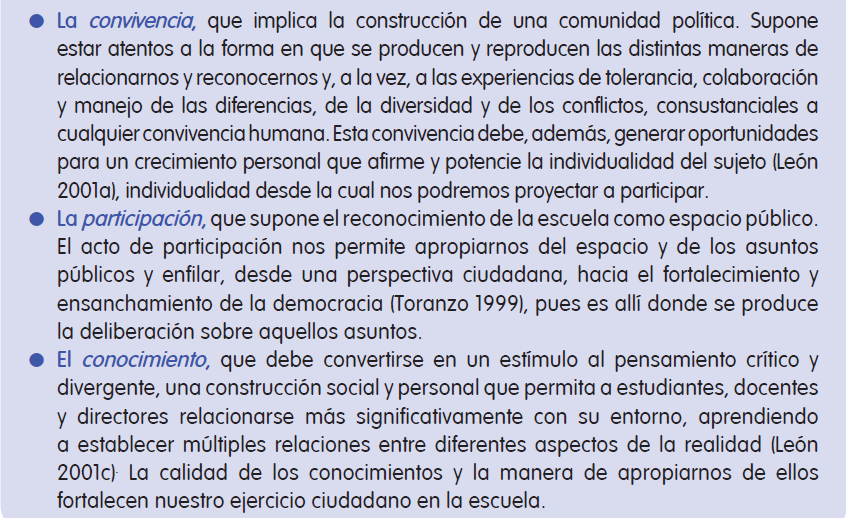 ● La convivencia, que implica la construcción de una comunidad política. Supone
estar atentos a la forma en que se producen y reproducen las distintas maneras de
relacionarnos y reconocernos y, a la vez, a las experiencias de tolerancia, colaboración
y manejo de las diferencias, de la diversidad y de los conflictos, consustanciales a
cualquier convivencia humana. Esta convivencia debe, además, generar oportunidades
para un crecimiento personal que afirme y potencie la individualidad del sujeto (León
2001a), individualidad desde la cual nos podremos proyectar a participar.
● La participación, que supone el reconocimiento de la escuela como espacio público.
El acto de participación nos permite apropiarnos del espacio y de los asuntos
públicos y enfilar, desde una perspectiva ciudadana, hacia el fortalecimiento y
ensanchamiento de la democracia (Toranzo 1999), pues es allí donde se produce
la deliberación sobre aquellos asuntos.
● El conocimiento, que debe convertirse en un estímulo al pensamiento crítico y
divergente, una construcción social y personal que permita a estudiantes, docentes
y directores relacionarse más significativamente con su entorno, aprendiendo
a establecer múltiples relaciones entre diferentes aspectos de la realidad (León
2001c). La calidad de los conocimientos y la manera de apropiarnos de ellos
fortalecen nuestro ejercicio ciudadano en la escuela.